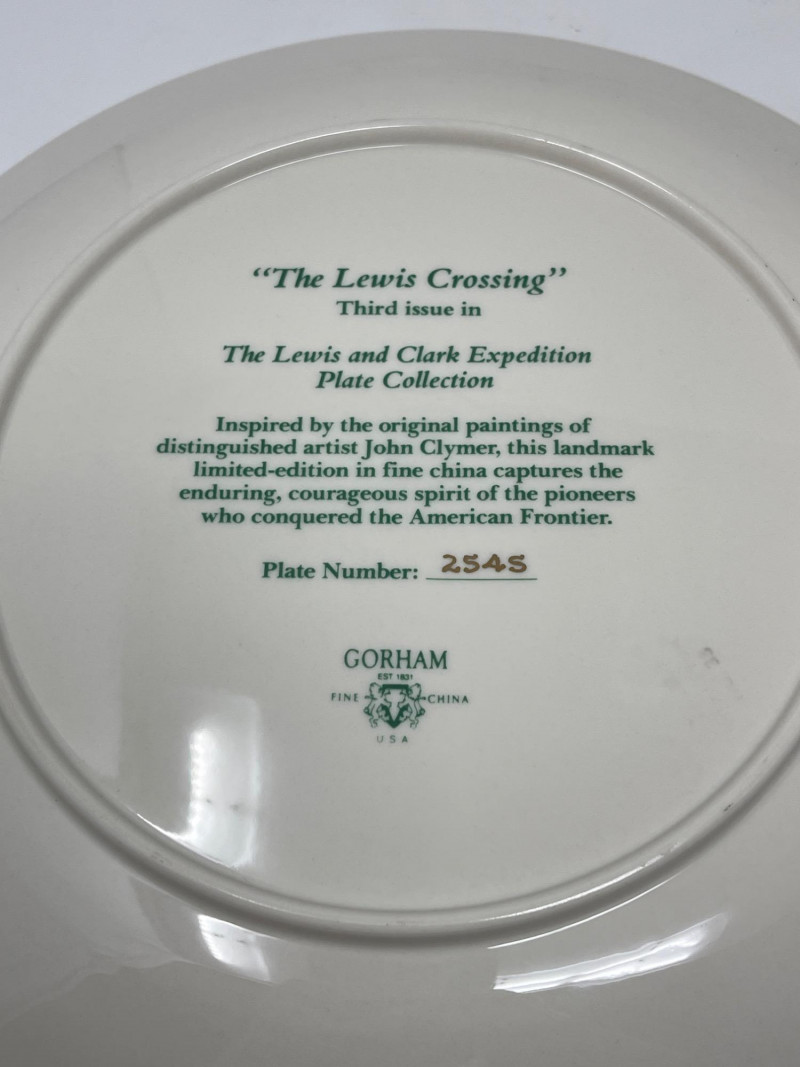 “The Lewis Crossing”
Third issue in
The Lewis and Clark Expedition
Plate Collection
Inspired by the original paintings of
distinguished artist John Clymer, this landmark
limited-edition in fine china captures the
enduring, courageous spirit of the pioneers
who conquered the American Frontier.
Plate Number: 2545
GORHAM
EST 1831
FINE CHINA
USA